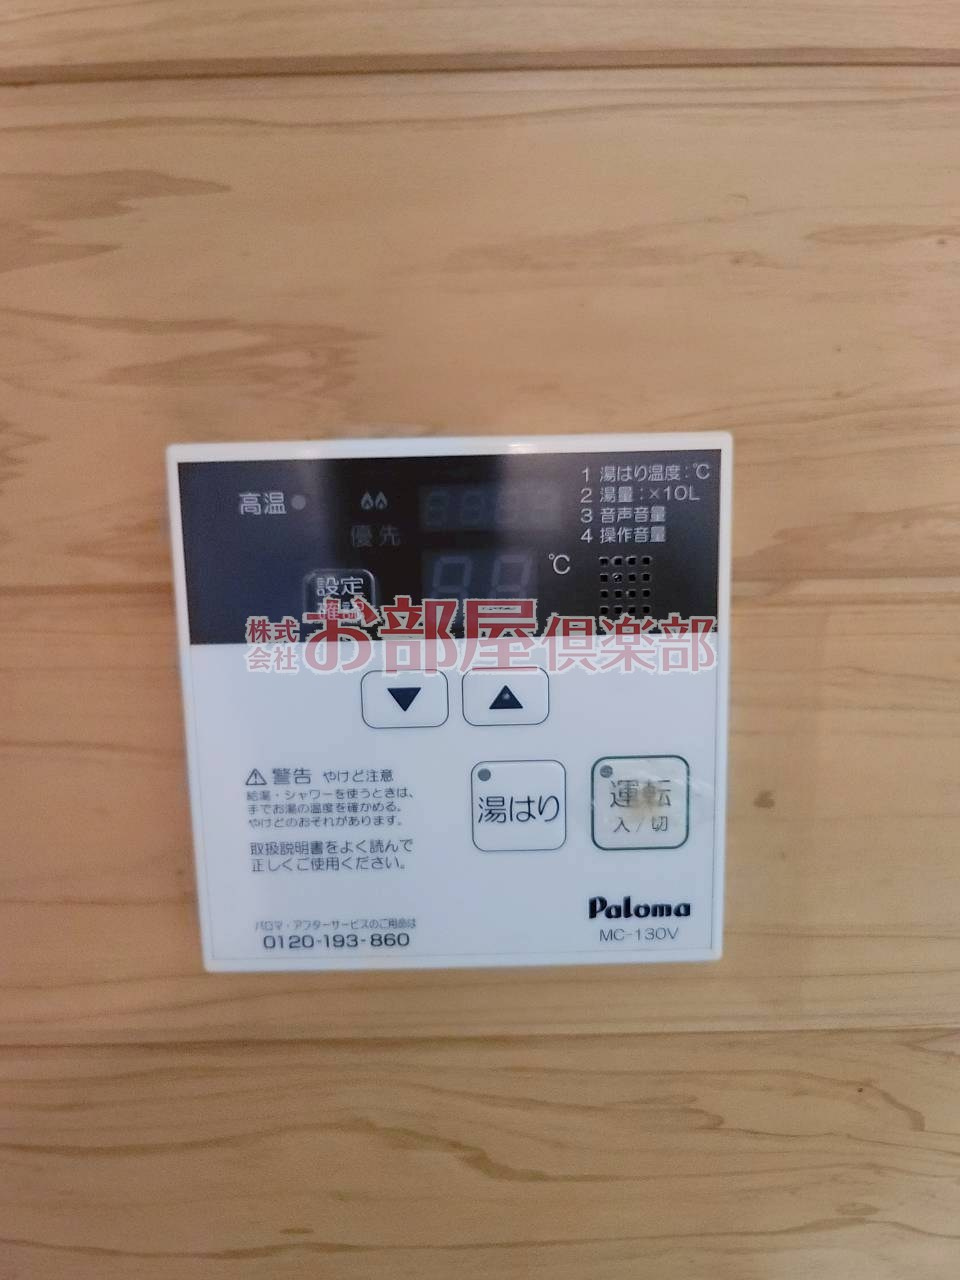 高温
1 湯はり温度:℃
2 湯量:×10L
3 音声音量
4 操作音量
優先
℃
設定
確認
株式会社お部屋倶楽部
▼ ▲
⚠警告 やけど注意
給湯・シャワーを使うときは、
手でお湯の温度を確かめる。
やけどのおそれがあります。
取扱説明書をよく読んで
正しくご使用ください。
湯はり
運転
入/切
パロマ・アフターサービスのご用命は
0120-193-860
Paloma
MC-130V